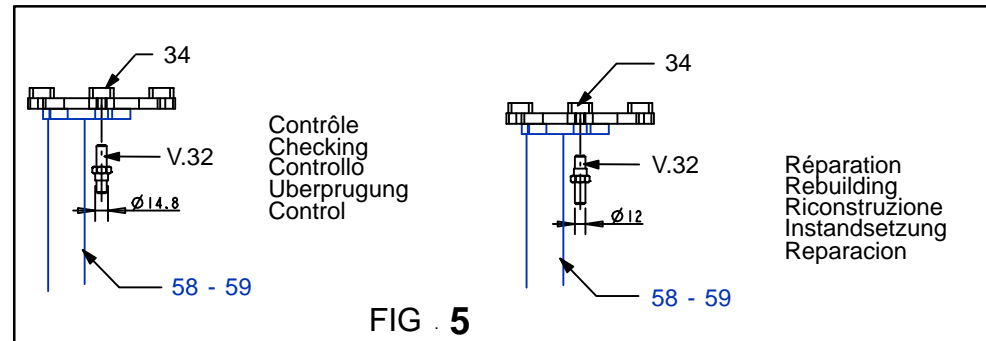 34
V.32
Ø14.8
58 - 59
Contrôle
Checking
Controllo
Uberprugung
Control
34
V.32
Ø12
58 - 59
Réparation
Rebuilding
Riconstruzione
Instandsetzung
Reparacion
FIG . 5